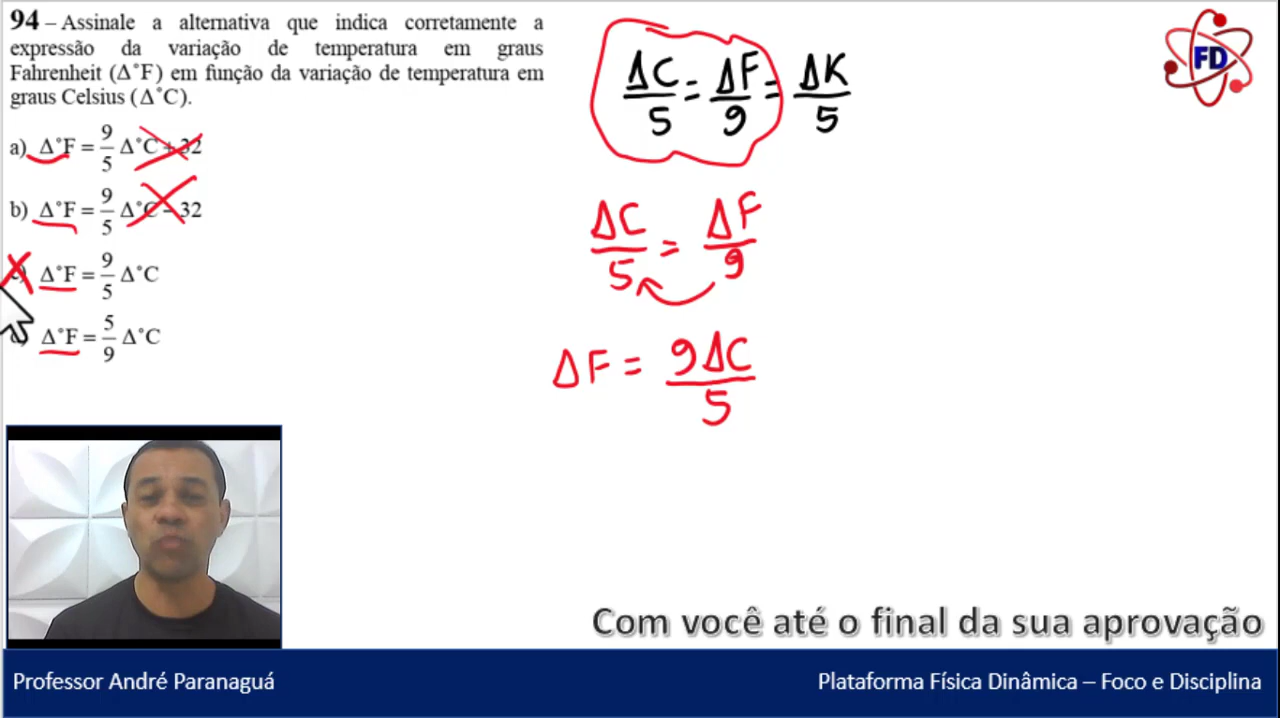 94 – Assinale a alternativa que indica corretamente a
expressão da variação de temperatura em graus
Fahrenheit (Δ°F) em função da variação de temperatura em
graus Celsius (Δ°C).
a) Δ°F = 9/5 Δ°C + 32
b) Δ°F = 9/5 Δ°C – 32
c) Δ°F = 9/5 Δ°C
d) Δ°F = 5/9 Δ°C
ΔC/5 = ΔF/9 = ΔK/5
ΔC/5 = ΔF/9
ΔF = 9ΔC/5
FD
Com você até o final da sua aprovação
Professor André Paranaguá
Plataforma Física Dinâmica – Foco e Disciplina